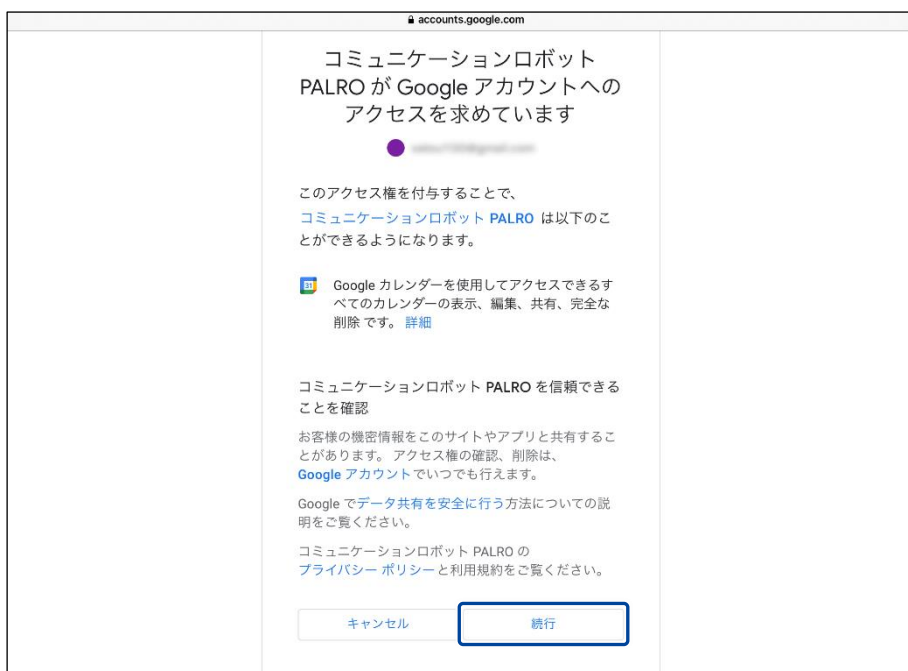 accounts.google.com
コミュニケーションロボット
PALRO が Google アカウントへの
アクセスを求めています
このアクセス権を付与することで、
コミュニケーションロボット PALRO は以下のこ
とができるようになります。
31
Google カレンダーを使用してアクセスできるす
べてのカレンダーの表示、編集、共有、完全な
削除 です。 詳細
コミュニケーションロボット PALRO を信頼できる
ことを確認
お客様の機密情報をこのサイトやアプリと共有するこ
とがあります。 アクセス権の確認、削除は、
Google アカウントでいつでも行えます。
Google でデータ共有を安全に行う方法についての説
明をご覧ください。
コミュニケーションロボット PALRO の
プライバシー ポリシーと利用規約をご覧ください。
キャンセル
続行